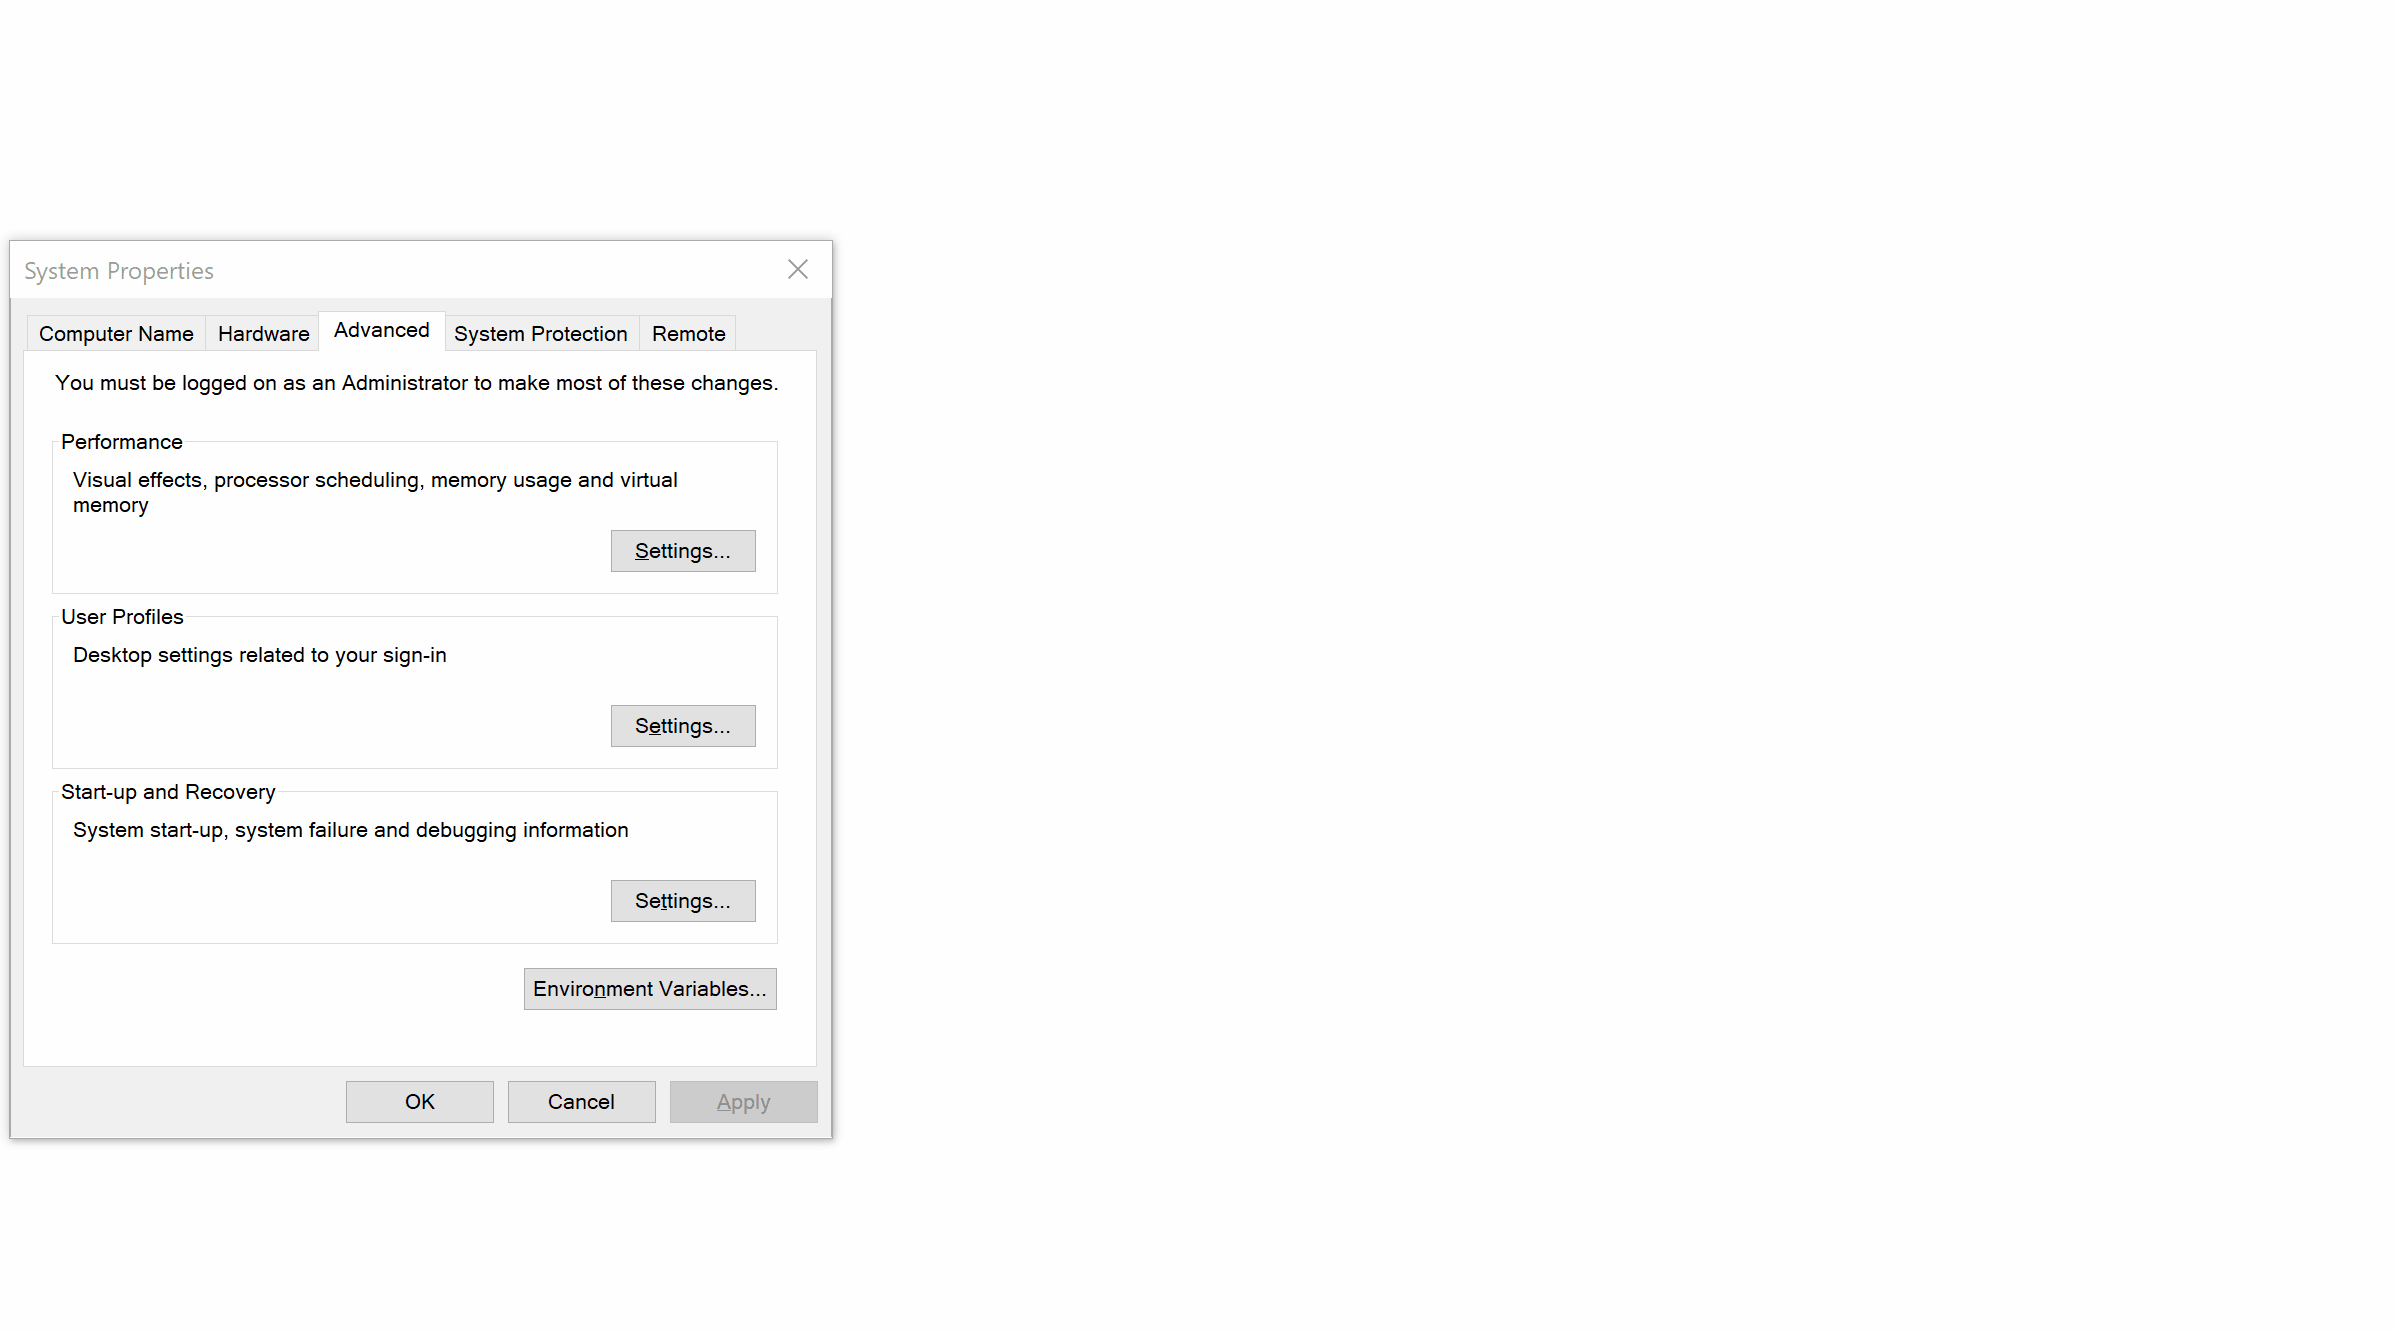 System Properties
Computer Name Hardware Advanced System Protection Remote
You must be logged on as an Administrator to make most of these changes.
Performance
Visual effects, processor scheduling, memory usage and virtual
memory
Settings...
User Profiles
Desktop settings related to your sign-in
Settings...
Start-up and Recovery
System start-up, system failure and debugging information
Settings...
Environment Variables...
OK Cancel Apply